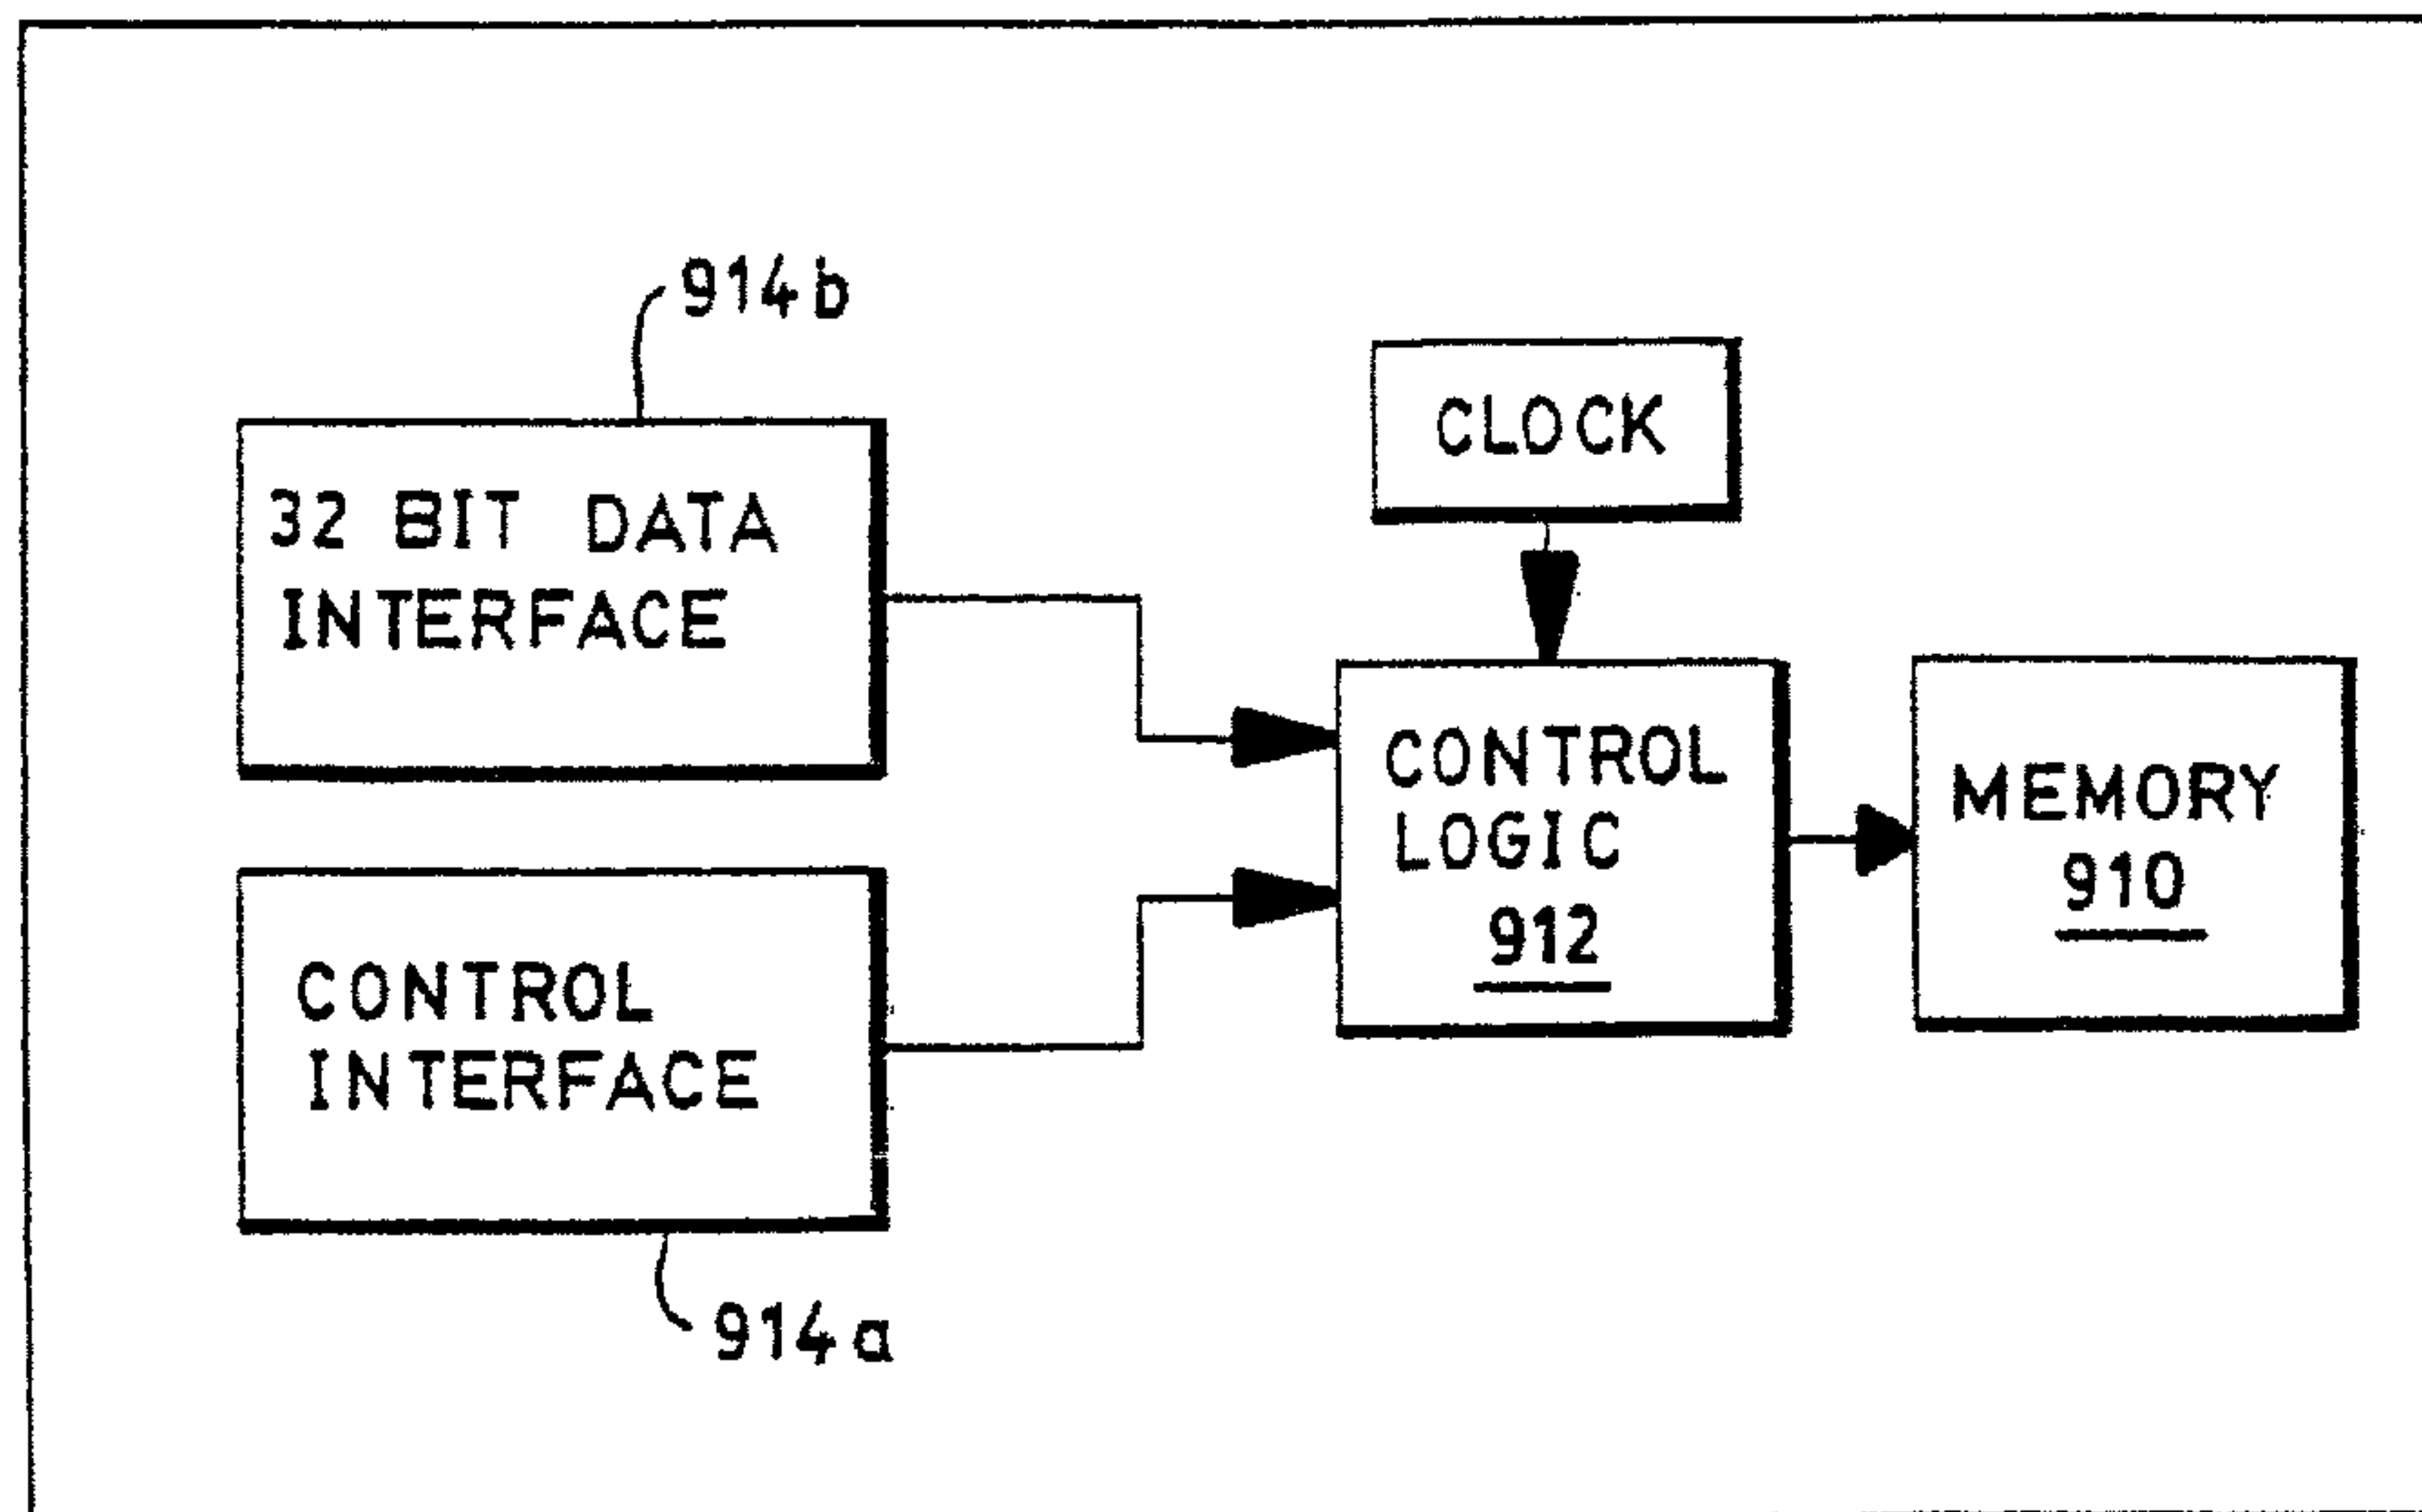 914b
32 BIT DATA
INTERFACE
CLOCK
CONTROL
LOGIC
912
MEMORY
910
CONTROL
INTERFACE
914a